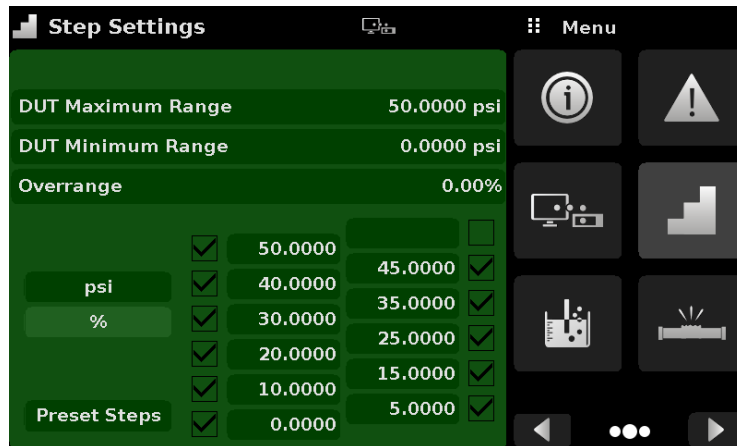 Step Settings
Menu
DUT Maximum Range 50.0000 psi
DUT Minimum Range 0.0000 psi
Overrange 0.00%
50.0000
45.0000
psi
40.0000
35.0000
%
30.0000
25.0000
20.0000
15.0000
10.0000
5.0000
Preset Steps
0.0000